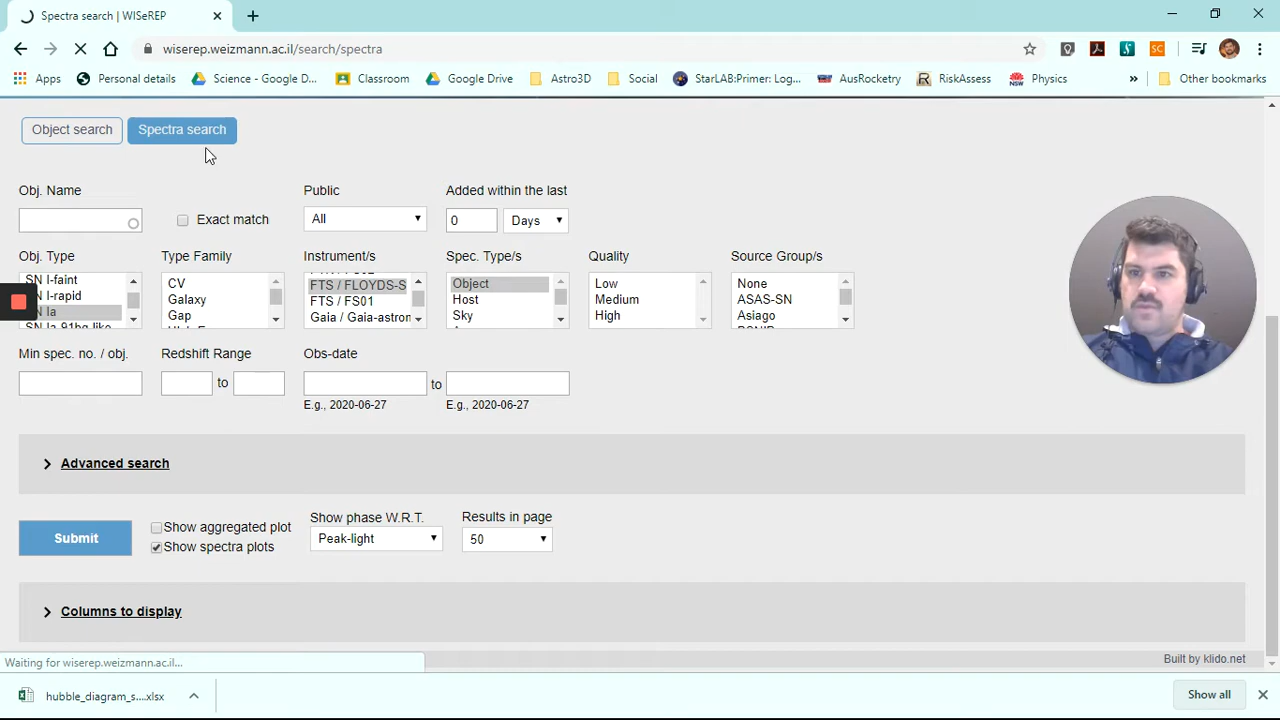 Spectra search | WISeREP
wiserep.weizmann.ac.il/search/spectra
Apps Personal details Science - Google D... Classroom Google Drive Astro3D Social StarLAB:Primer: Log... AusRocketry RiskAssess Physics » Other bookmarks
Object search Spectra search
Obj. Name Public Added within the last
Exact match All 0 Days
Obj. Type Type Family Instrument/s Spec. Type/s Quality Source Group/s
SN I-faint CV FTS / FLOYDS-S Object Low None
I-rapid Galaxy FTS / FS01 Host Medium ASAS-SN
Ia Gap Gaia / Gaia-astrom Sky High Asiago
Min spec. no. / obj. Redshift Range Obs-date
to to
E.g., 2020-06-27 E.g., 2020-06-27
Advanced search
Show phase W.R.T. Results in page
Submit Show aggregated plot Peak-light 50
Show spectra plots
Columns to display
Waiting for wiserep.weizmann.ac.il... Built by klido.net
hubble_diagram_s....xlsx Show all